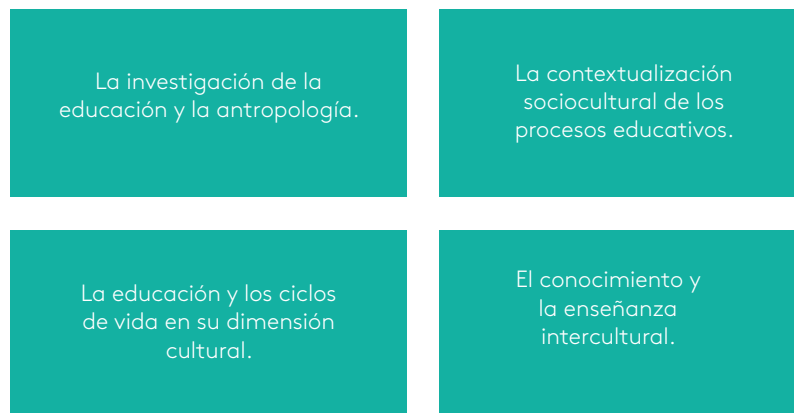 La investigación de la
educación y la antropología.
La contextualización
sociocultural de los
procesos educativos.
La educación y los ciclos
de vida en su dimensión
cultural.
El conocimiento y
la enseñanza
intercultural.